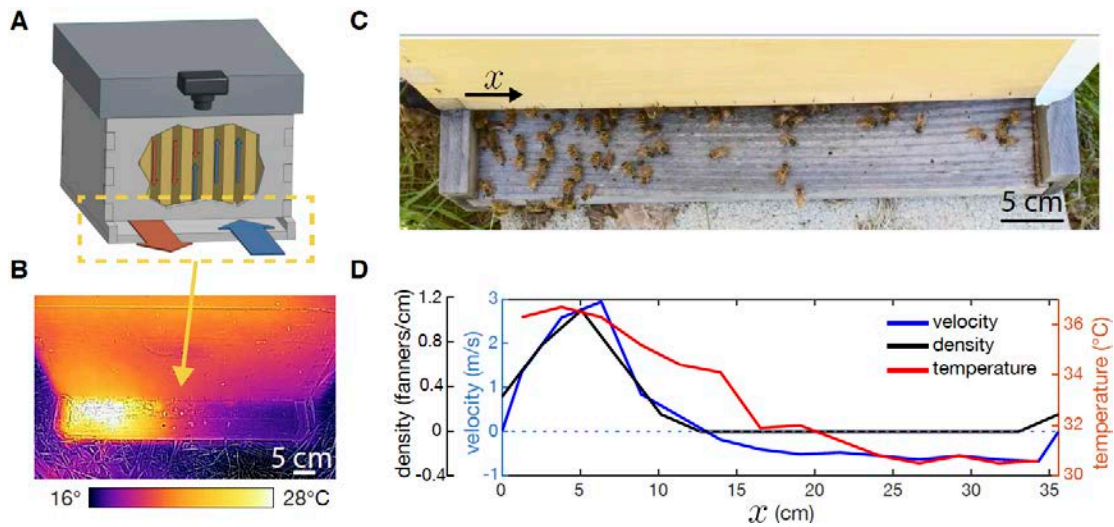 A
B
16°
28°C
5 cm
C
x
5 cm
D
density (fanners/cm)
1.2
0.8
0.4
0
-0.4
velocity (m/s)
3
2
1
0
-1
velocity
density
temperature
temperature (°C)
36
34
32
30
0
5
10
15
20
25
30
35
x (cm)